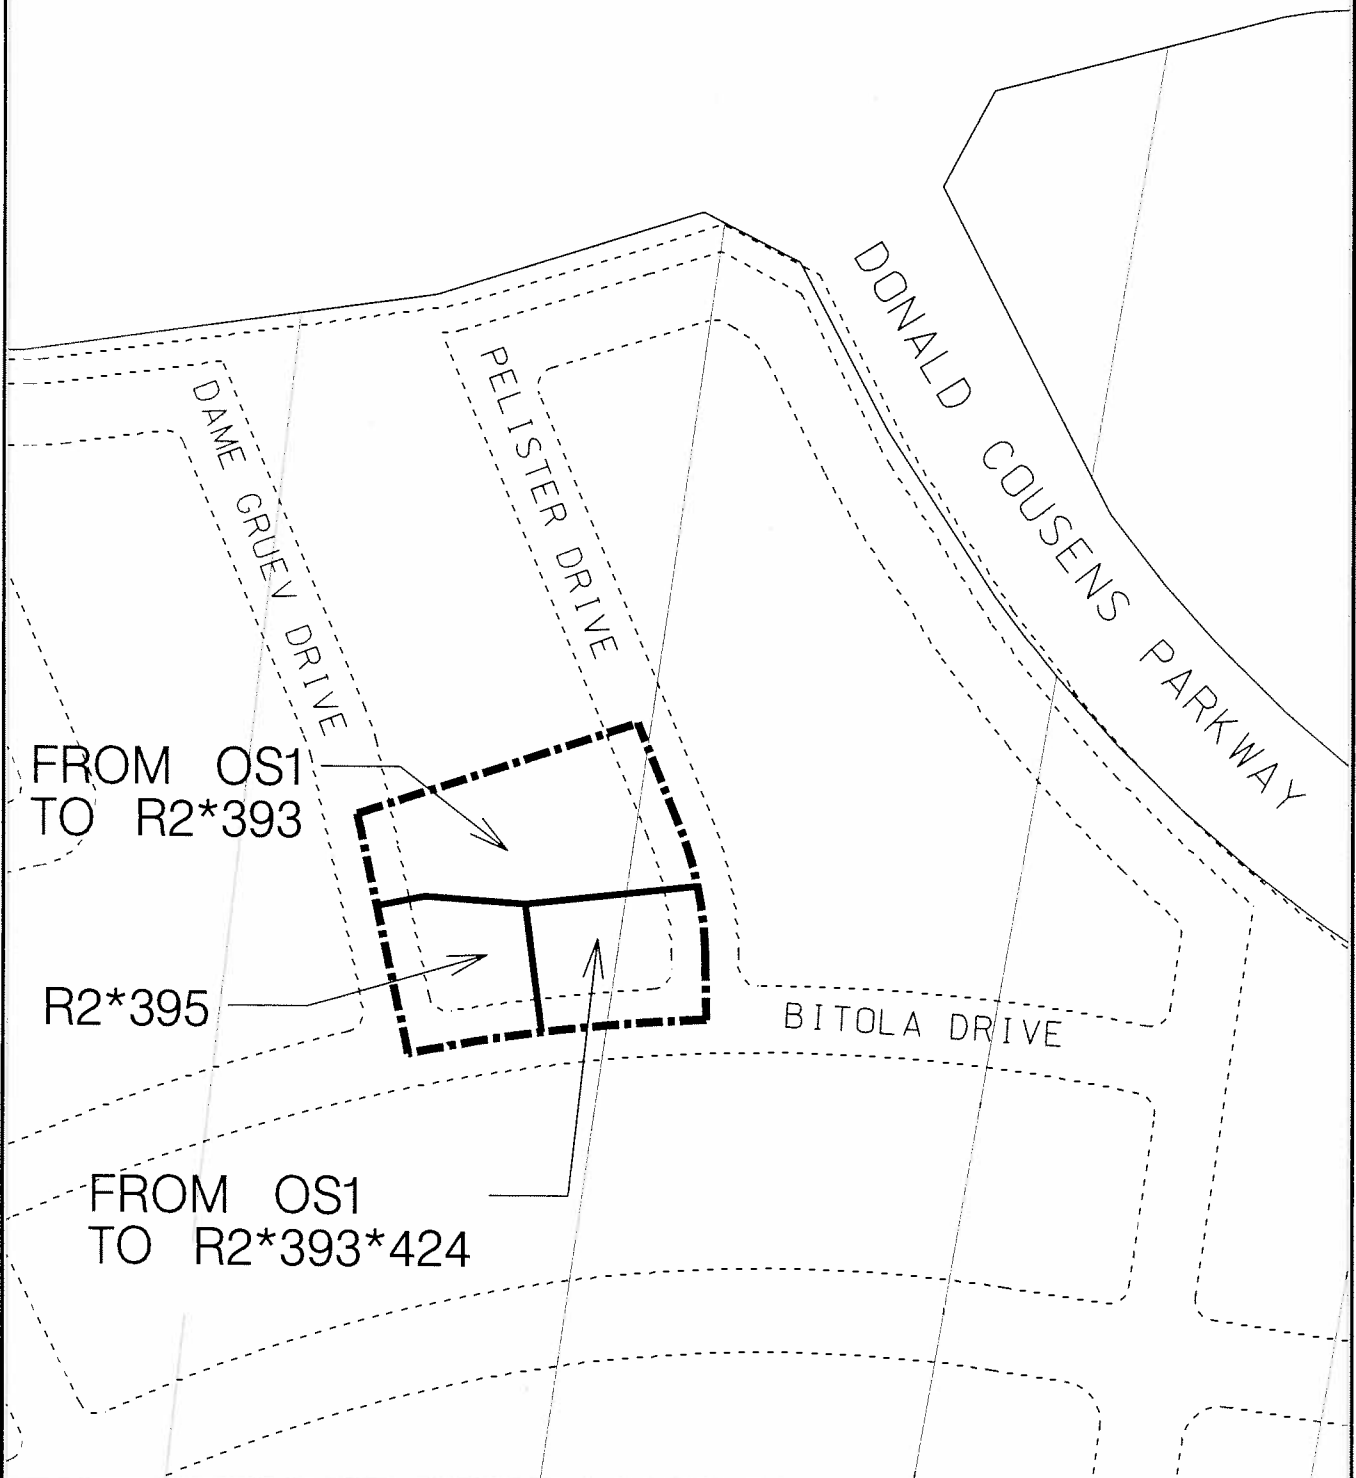 DONALD COUSENS PARKWAY
PELISTER DRIVE
DAME GRUEV DRIVE
FROM OS1
TO R2*393
R2*395
BITOLA DRIVE
FROM OS1
TO R2*393*424